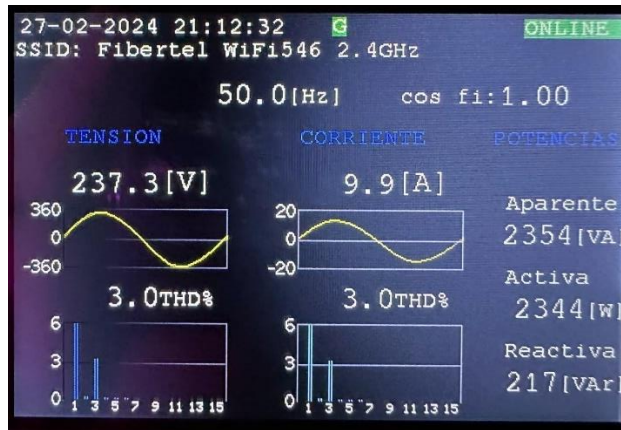 27-02-2024 21:12:32 G ONLINE
SSID: Fibertel WiFi546 2.4GHz
50.0[Hz] cos fi:1.00
TENSION CORRIENTE POTENCIAS
237.3[V] 9.9[A]
360 20 Aparente
0 0 2354[VA]
-360 -20
Activa
3.0THD% 3.0THD% 2344[W]
6 6
3 3 Reactiva
0 0 217[VAr]
1 3 5 7 9 11 13 15 1 3 5 7 9 11 13 15